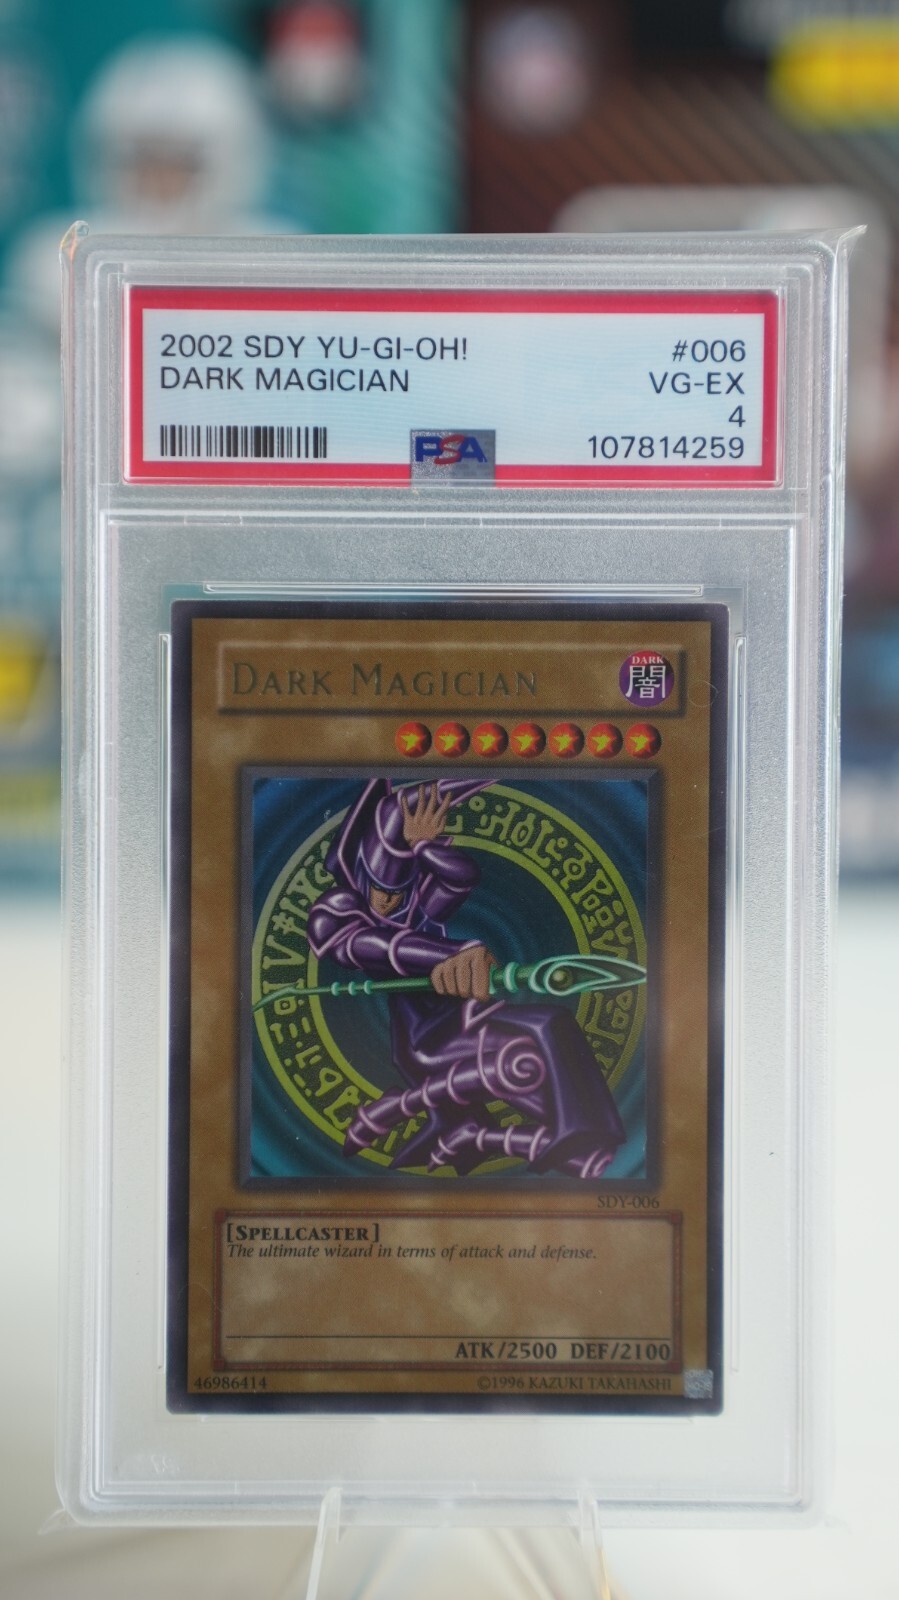 2002 SDY YU-GI-OH! #006
DARK MAGICIAN VG-EX
4
PSA 107814259
DARK MAGICIAN
DARK
闇
SDY-006
[SPELLCASTER]
The ultimate wizard in terms of attack and defense.
ATK/2500 DEF/2100
46986414 ©1996 KAZUKI TAKAHASHI